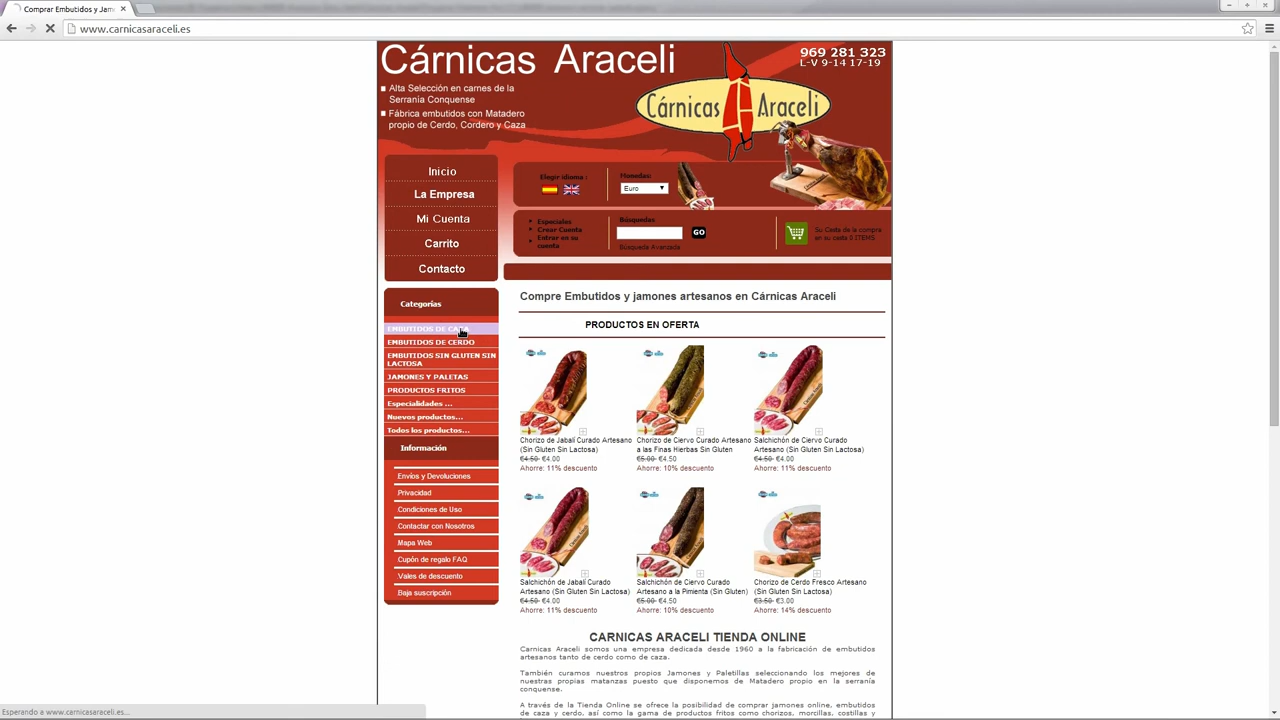 Comprar Embutidos y Jam
www.carnicasaraceli.es
Cárnicas Araceli
969 281 323
L-V 9-14 17-19
Alta Selección en carnes de la
Serranía Conquense
Fábrica embutidos con Matadero
propio de Cerdo, Cordero y Caza
Cárnicas Araceli
Inicio
La Empresa
Mi Cuenta
Carrito
Contacto
Elegir idioma :
Monedas:
Euro
Especiales
Crear Cuenta
Entrar en su
cuenta
Búsquedas
GO
Búsqueda Avanzada
Su Cesta de la compra
en su cesta 0 ITEMS
Categorías
EMBUTIDOS DE CAZA
EMBUTIDOS DE CERDO
EMBUTIDOS SIN GLUTEN SIN
LACTOSA
JAMONES Y PALETAS
PRODUCTOS FRITOS
Especialidades ...
Nuevos productos...
Todos los productos...
Información
Envíos y Devoluciones
Privacidad
Condiciones de Uso
Contactar con Nosotros
Mapa Web
Cupón de regalo FAQ
Vales de descuento
Baja suscripción
Compre Embutidos y jamones artesanos en Cárnicas Araceli
PRODUCTOS EN OFERTA
Chorizo de Jabalí Curado Artesano
(Sin Gluten Sin Lactosa)
€4.50 €4.00
Ahorre: 11% descuento
Chorizo de Ciervo Curado Artesano
a las Finas Hierbas Sin Gluten
€5.00 €4.50
Ahorre: 10% descuento
Salchichón de Ciervo Curado
Artesano (Sin Gluten Sin Lactosa)
€4.50 €4.00
Ahorre: 11% descuento
Salchichón de Jabalí Curado
Artesano (Sin Gluten Sin Lactosa)
€4.50 €4.00
Ahorre: 11% descuento
Salchichón de Ciervo Curado
Artesano a la Pimienta (Sin Gluten)
€5.00 €4.50
Ahorre: 10% descuento
Chorizo de Cerdo Fresco Artesano
(Sin Gluten Sin Lactosa)
€3.50 €3.00
Ahorre: 14% descuento
CARNICAS ARACELI TIENDA ONLINE
Carnicas Araceli somos una empresa dedicada desde 1960 a la fabricación de embutidos
artesanos tanto de cerdo como de caza.
También curamos nuestros propios Jamones y Paletillas seleccionando los mejores de
nuestras propias matanzas puesto que disponemos de Matadero propio en la serranía
conquense.
A través de la Tienda Online se ofrece la posibilidad de comprar jamones online, embutidos
de caza y cerdo, así como la gama de productos fritos como chorizos, morcillas, costillas y
Esperando a www.carnicasaraceli.es...